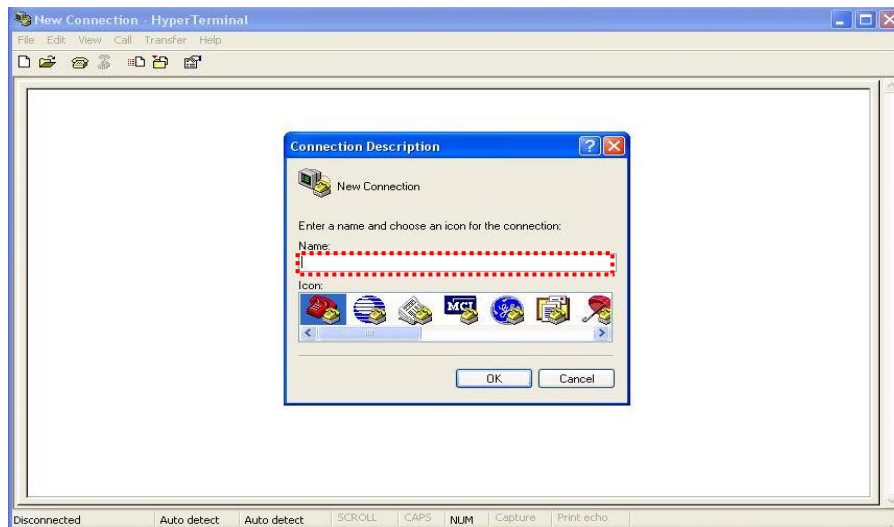 New Connection - HyperTerminal
File Edit View Call Transfer Help
Connection Description
New Connection
Enter a name and choose an icon for the connection:
Name:
Icon:
MCI
OK Cancel
Disconnected Auto detect Auto detect SCROLL CAPS NUM Capture Print echo